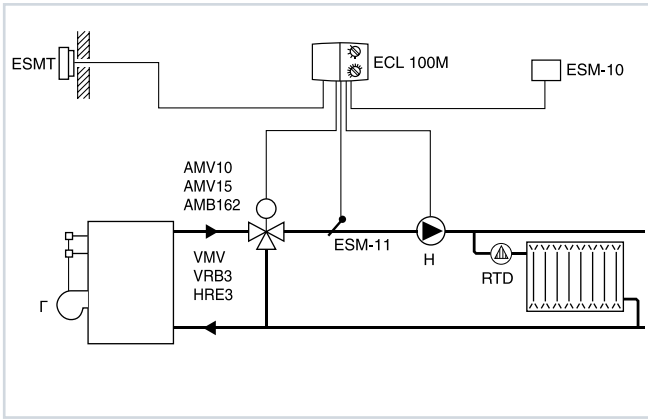 ESMT
ECL 100M
ESM-10
AMV10
AMV15
AMB162
VMV
VRB3
HRE3
ESM-11
Н
RTD
Г